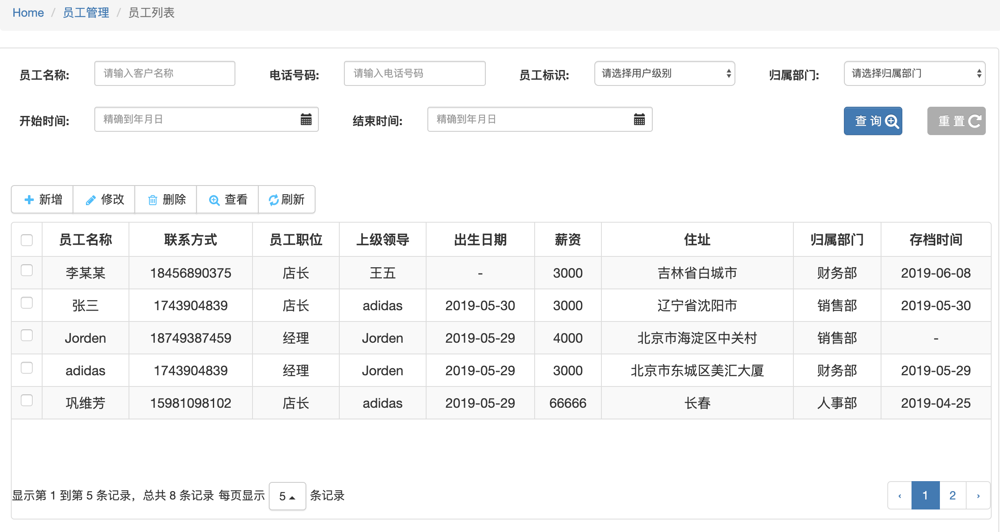 Home / 员工管理 / 员工列表
员工名称: 请输入客户名称 电话号码: 请输入电话号码 员工标识: 请选择用户级别 归属部门: 请选择归属部门
开始时间: 精确到年月日 结束时间: 精确到年月日 查 询 重 置
新增 修改 删除 查看 刷新
员工名称 联系方式 员工职位 上级领导 出生日期 薪资 住址 归属部门 存档时间
李某某 18456890375 店长 王五 - 3000 吉林省白城市 财务部 2019-06-08
张三 1743904839 店长 adidas 2019-05-30 3000 辽宁省沈阳市 销售部 2019-05-30
Jorden 18749387459 经理 Jorden 2019-05-29 4000 北京市海淀区中关村 销售部 -
adidas 1743904839 经理 Jorden 2019-05-29 3000 北京市东城区美汇大厦 财务部 2019-05-29
巩维芳 15981098102 店长 adidas 2019-05-29 66666 长春 人事部 2019-04-25
显示第 1 到第 5 条记录，总共 8 条记录 每页显示 5 条记录 ‹ 1 2 ›